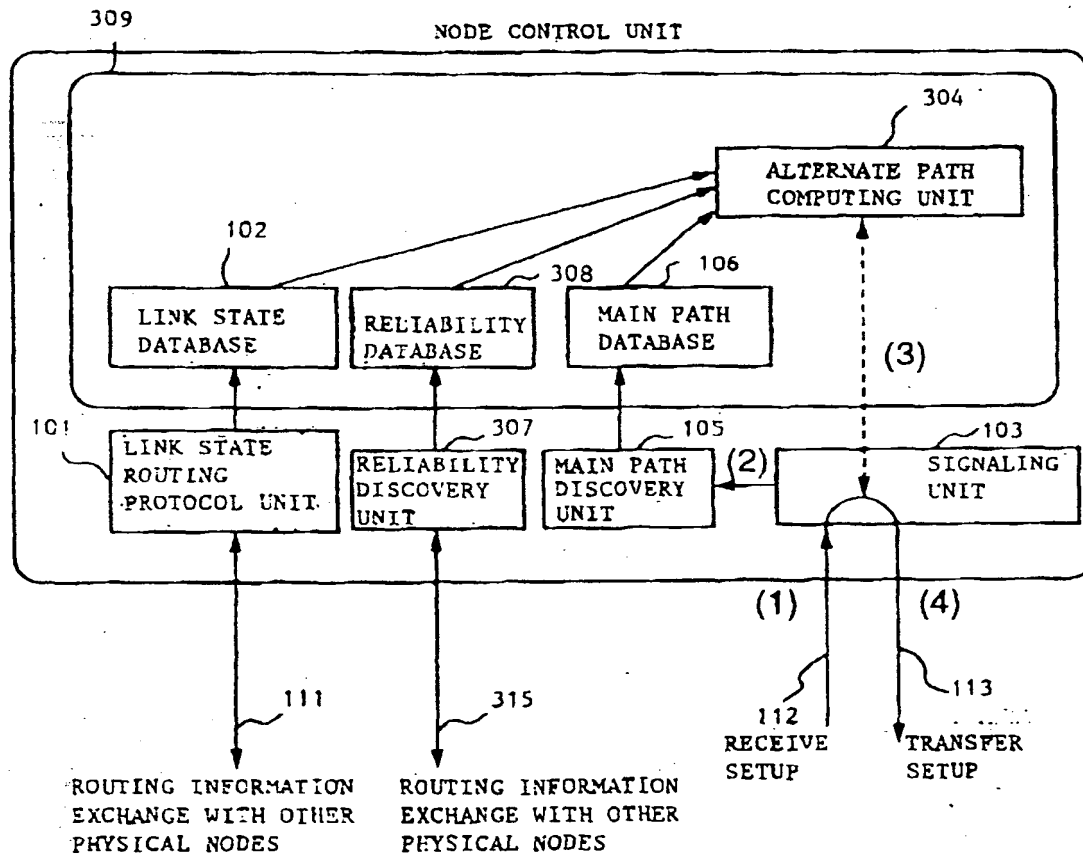 309
NODE CONTROL UNIT
304
ALTERNATE PATH
COMPUTING UNIT
102
308
106
LINK STATE
DATABASE
RELIABILITY
DATABASE
MAIN PATH
DATABASE
(3)
101
307
105
103
LINK STATE
ROUTING
PROTOCOL UNIT
RELIABILITY
DISCOVERY
UNIT
MAIN PATH
DISCOVERY
UNIT
(2)
SIGNALING
UNIT
(1)
(4)
111
315
112
113
RECEIVE
SETUP
TRANSFER
SETUP
ROUTING INFORMATION
EXCHANGE WITH OTHER
PHYSICAL NODES
ROUTING INFORMATION
EXCHANGE WITH OTHER
PHYSICAL NODES